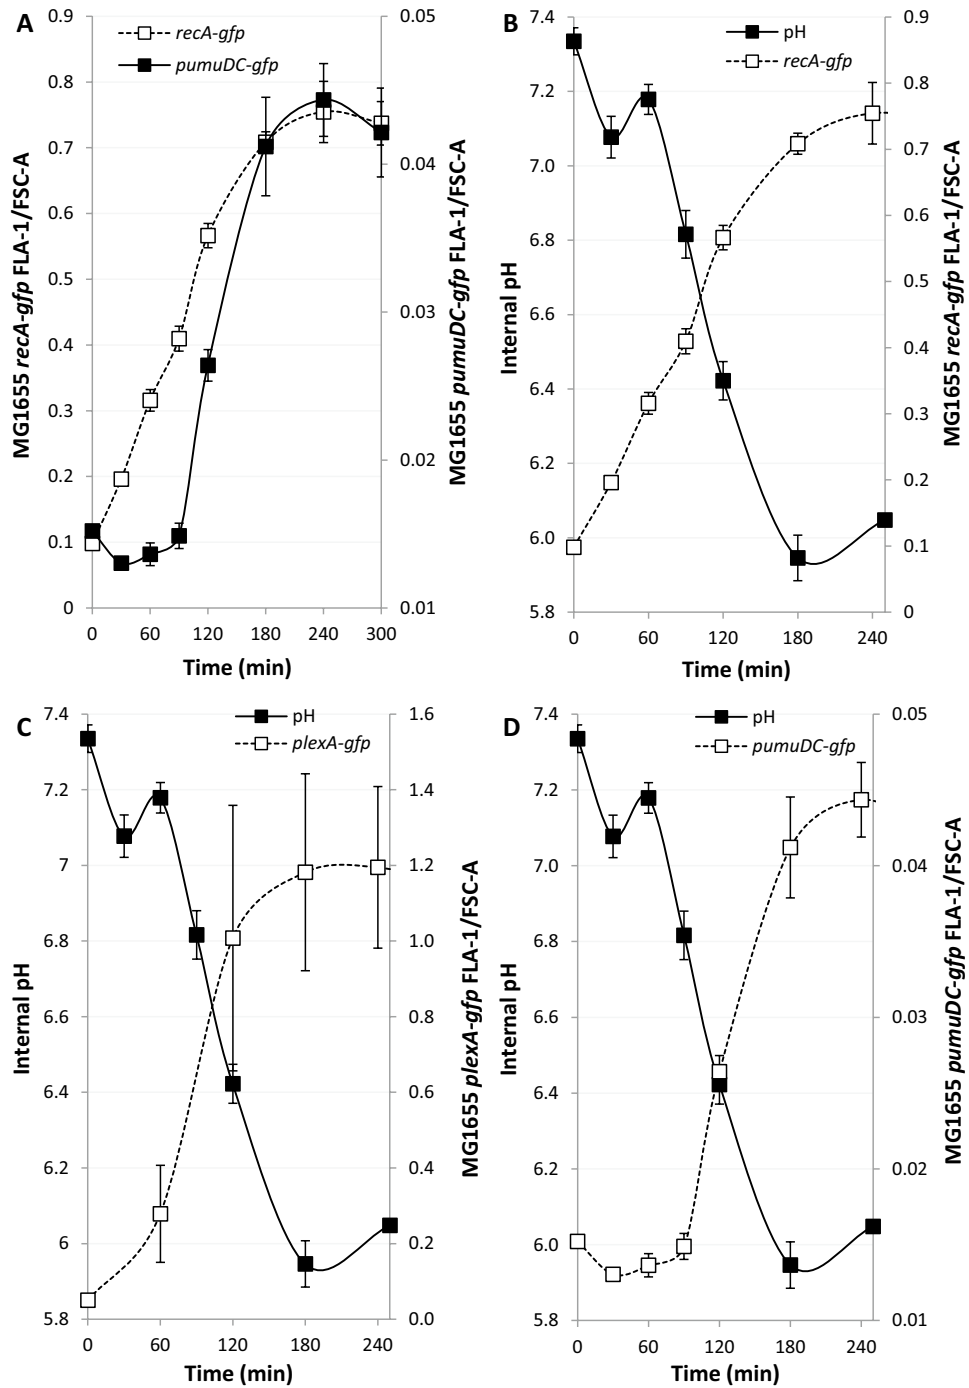 A
recA-gfp
pumuDC-gfp
MG1655 recA-gfp FLA-1/FSC-A
0.9
0.8
0.7
0.6
0.5
0.4
0.3
0.2
0.1
0
0.05
0.04
0.03
0.02
0.01
MG1655 pumuDC-gfp FLA-1/FSC-A
0 60 120 180 240 300
Time (min)
B
pH
recA-gfp
Internal pH
7.4
7.2
7.0
6.8
6.6
6.4
6.2
6.0
5.8
0.9
0.8
0.7
0.6
0.5
0.4
0.3
0.2
0.1
0
MG1655 recA-gfp FLA-1/FSC-A
0 60 120 180 240
Time (min)
C
pH
plexA-gfp
Internal pH
7.4
7.2
7
6.8
6.6
6.4
6.2
6
5.8
1.6
1.4
1.2
1.0
0.8
0.6
0.4
0.2
0.0
MG1655 plexA-gfp FLA-1/FSC-A
0 60 120 180 240
Time (min)
D
pH
pumuDC-gfp
Internal pH
7.4
7.2
7.0
6.8
6.6
6.4
6.2
6.0
5.8
0.05
0.04
0.03
0.02
0.01
MG1655 pumuDC-gfp FLA-1/FSC-A
0 60 120 180 240
Time (min)